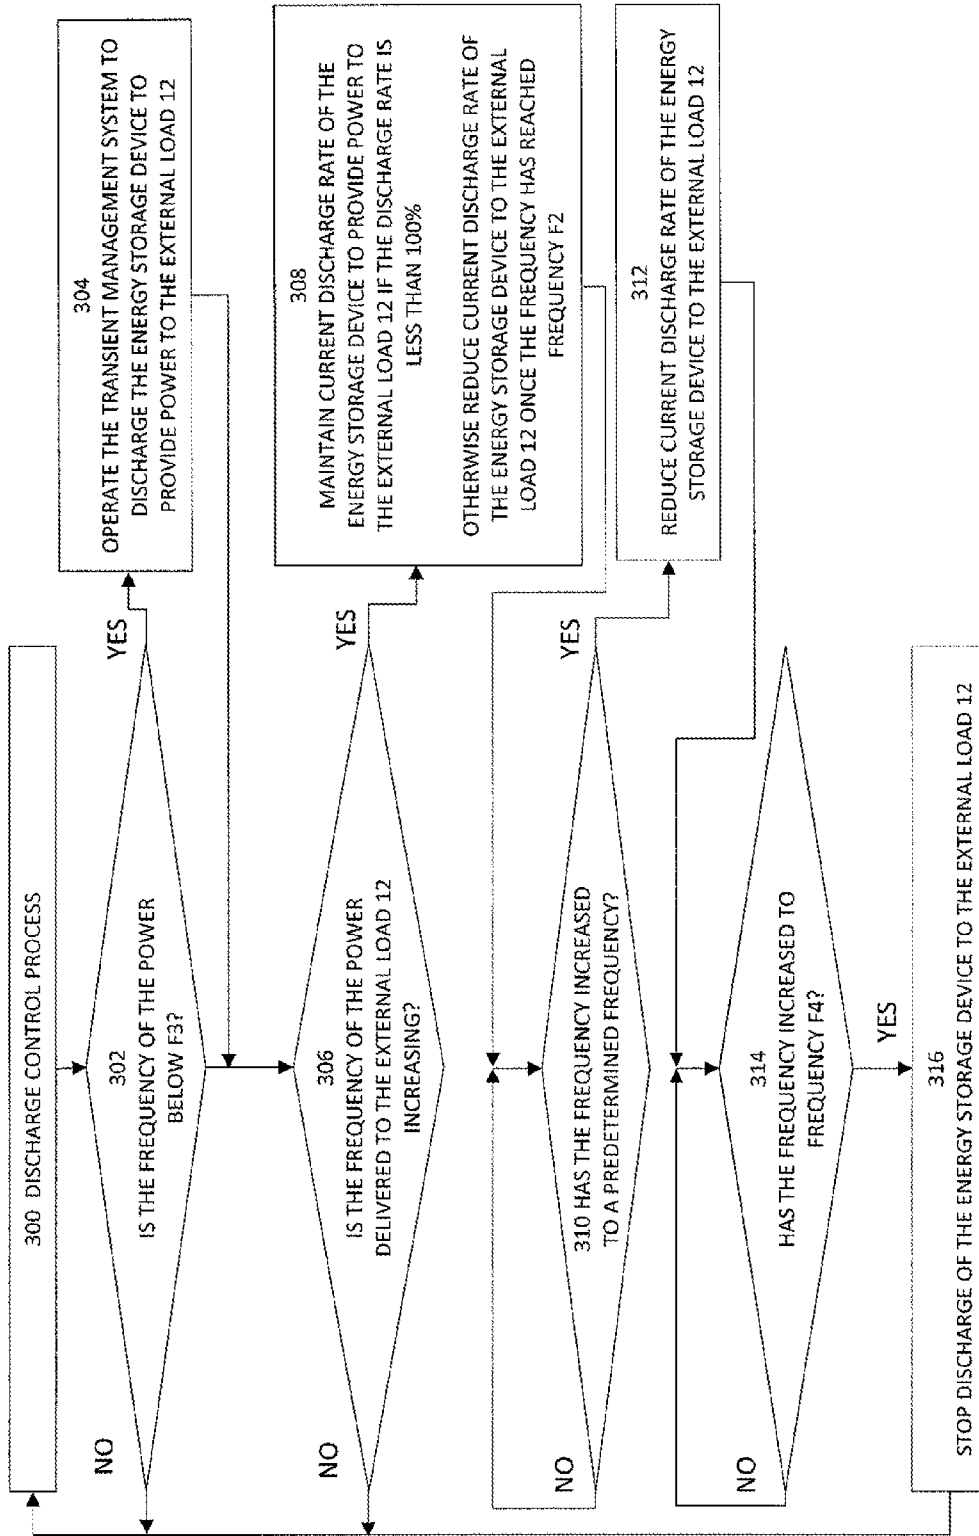 300 DISCHARGE CONTROL PROCESS
302
IS THE FREQUENCY OF THE POWER
BELOW F3?
NO
YES
304
OPERATE THE TRANSIENT MANAGEMENT SYSTEM TO
DISCHARGE THE ENERGY STORAGE DEVICE TO
PROVIDE POWER TO THE EXTERNAL LOAD 12
306
IS THE FREQUENCY OF THE POWER
DELIVERED TO THE EXTERNAL LOAD 12
INCREASING?
NO
YES
308
MAINTAIN CURRENT DISCHARGE RATE OF THE
ENERGY STORAGE DEVICE TO PROVIDE POWER TO
THE EXTERNAL LOAD 12 IF THE DISCHARGE RATE IS
LESS THAN 100%
OTHERWISE REDUCE CURRENT DISCHARGE RATE OF
THE ENERGY STORAGE DEVICE TO THE EXTERNAL
LOAD 12 ONCE THE FREQUENCY HAS REACHED
FREQUENCY F2
310 HAS THE FREQUENCY INCREASED
TO A PREDETERMINED FREQUENCY?
NO
YES
312
REDUCE CURRENT DISCHARGE RATE OF THE ENERGY
STORAGE DEVICE TO THE EXTERNAL LOAD 12
314
HAS THE FREQUENCY INCREASED TO
FREQUENCY F4?
NO
YES
316
STOP DISCHARGE OF THE ENERGY STORAGE DEVICE TO THE EXTERNAL LOAD 12